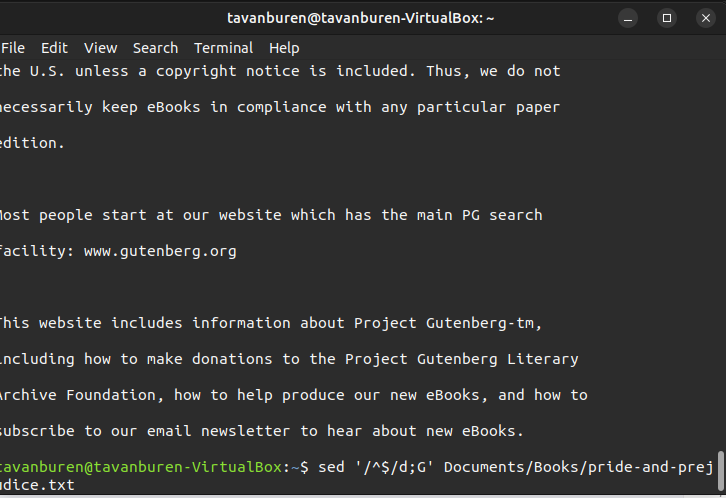 tavanburen@tavanburen-VirtualBox: ~
File Edit View Search Terminal Help
the U.S. unless a copyright notice is included. Thus, we do not
necessarily keep eBooks in compliance with any particular paper
edition.
Most people start at our website which has the main PG search
facility: www.gutenberg.org
This website includes information about Project Gutenberg-tm,
including how to make donations to the Project Gutenberg Literary
Archive Foundation, how to help produce our new eBooks, and how to
subscribe to our email newsletter to hear about new eBooks.
tavanburen@tavanburen-VirtualBox:~$ sed '/^$/d;G' Documents/Books/pride-and-prej
udice.txt